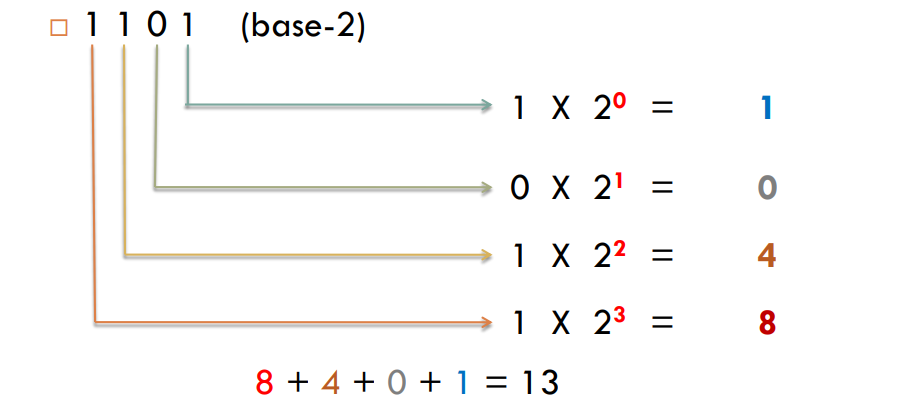 1 1 0 1 (base-2)
1 X 2⁰ = 1
0 X 2¹ = 0
1 X 2² = 4
1 X 2³ = 8
8 + 4 + 0 + 1 = 13